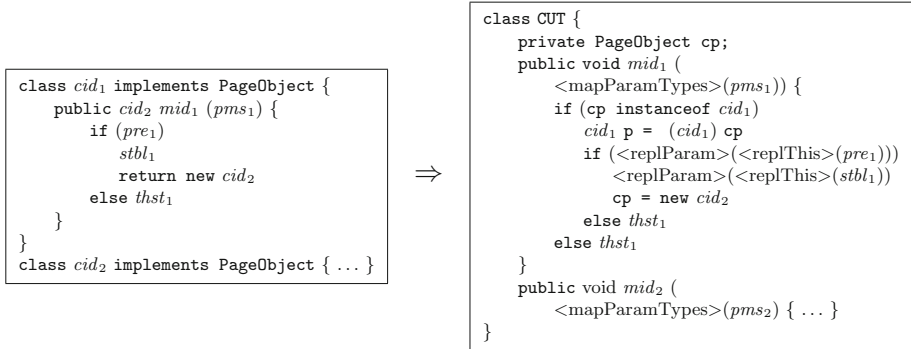 class cid₁ implements PageObject {
public cid₂ mid₁ (pms₁) {
if (pre₁)
stbl₁
return new cid₂
else thst₁
}
}
class cid₂ implements PageObject { ... }
⇒
class CUT {
private PageObject cp;
public void mid₁ (
<mapParamTypes>(pms₁)) {
if (cp instanceof cid₁)
cid₁ p = (cid₁) cp
if (<replParam>(<replThis>(pre₁)))
<replParam>(<replThis>(stbl₁))
cp = new cid₂
else thst₁
else thst₁
}
public void mid₂ (
<mapParamTypes>(pms₂) { ... }
}